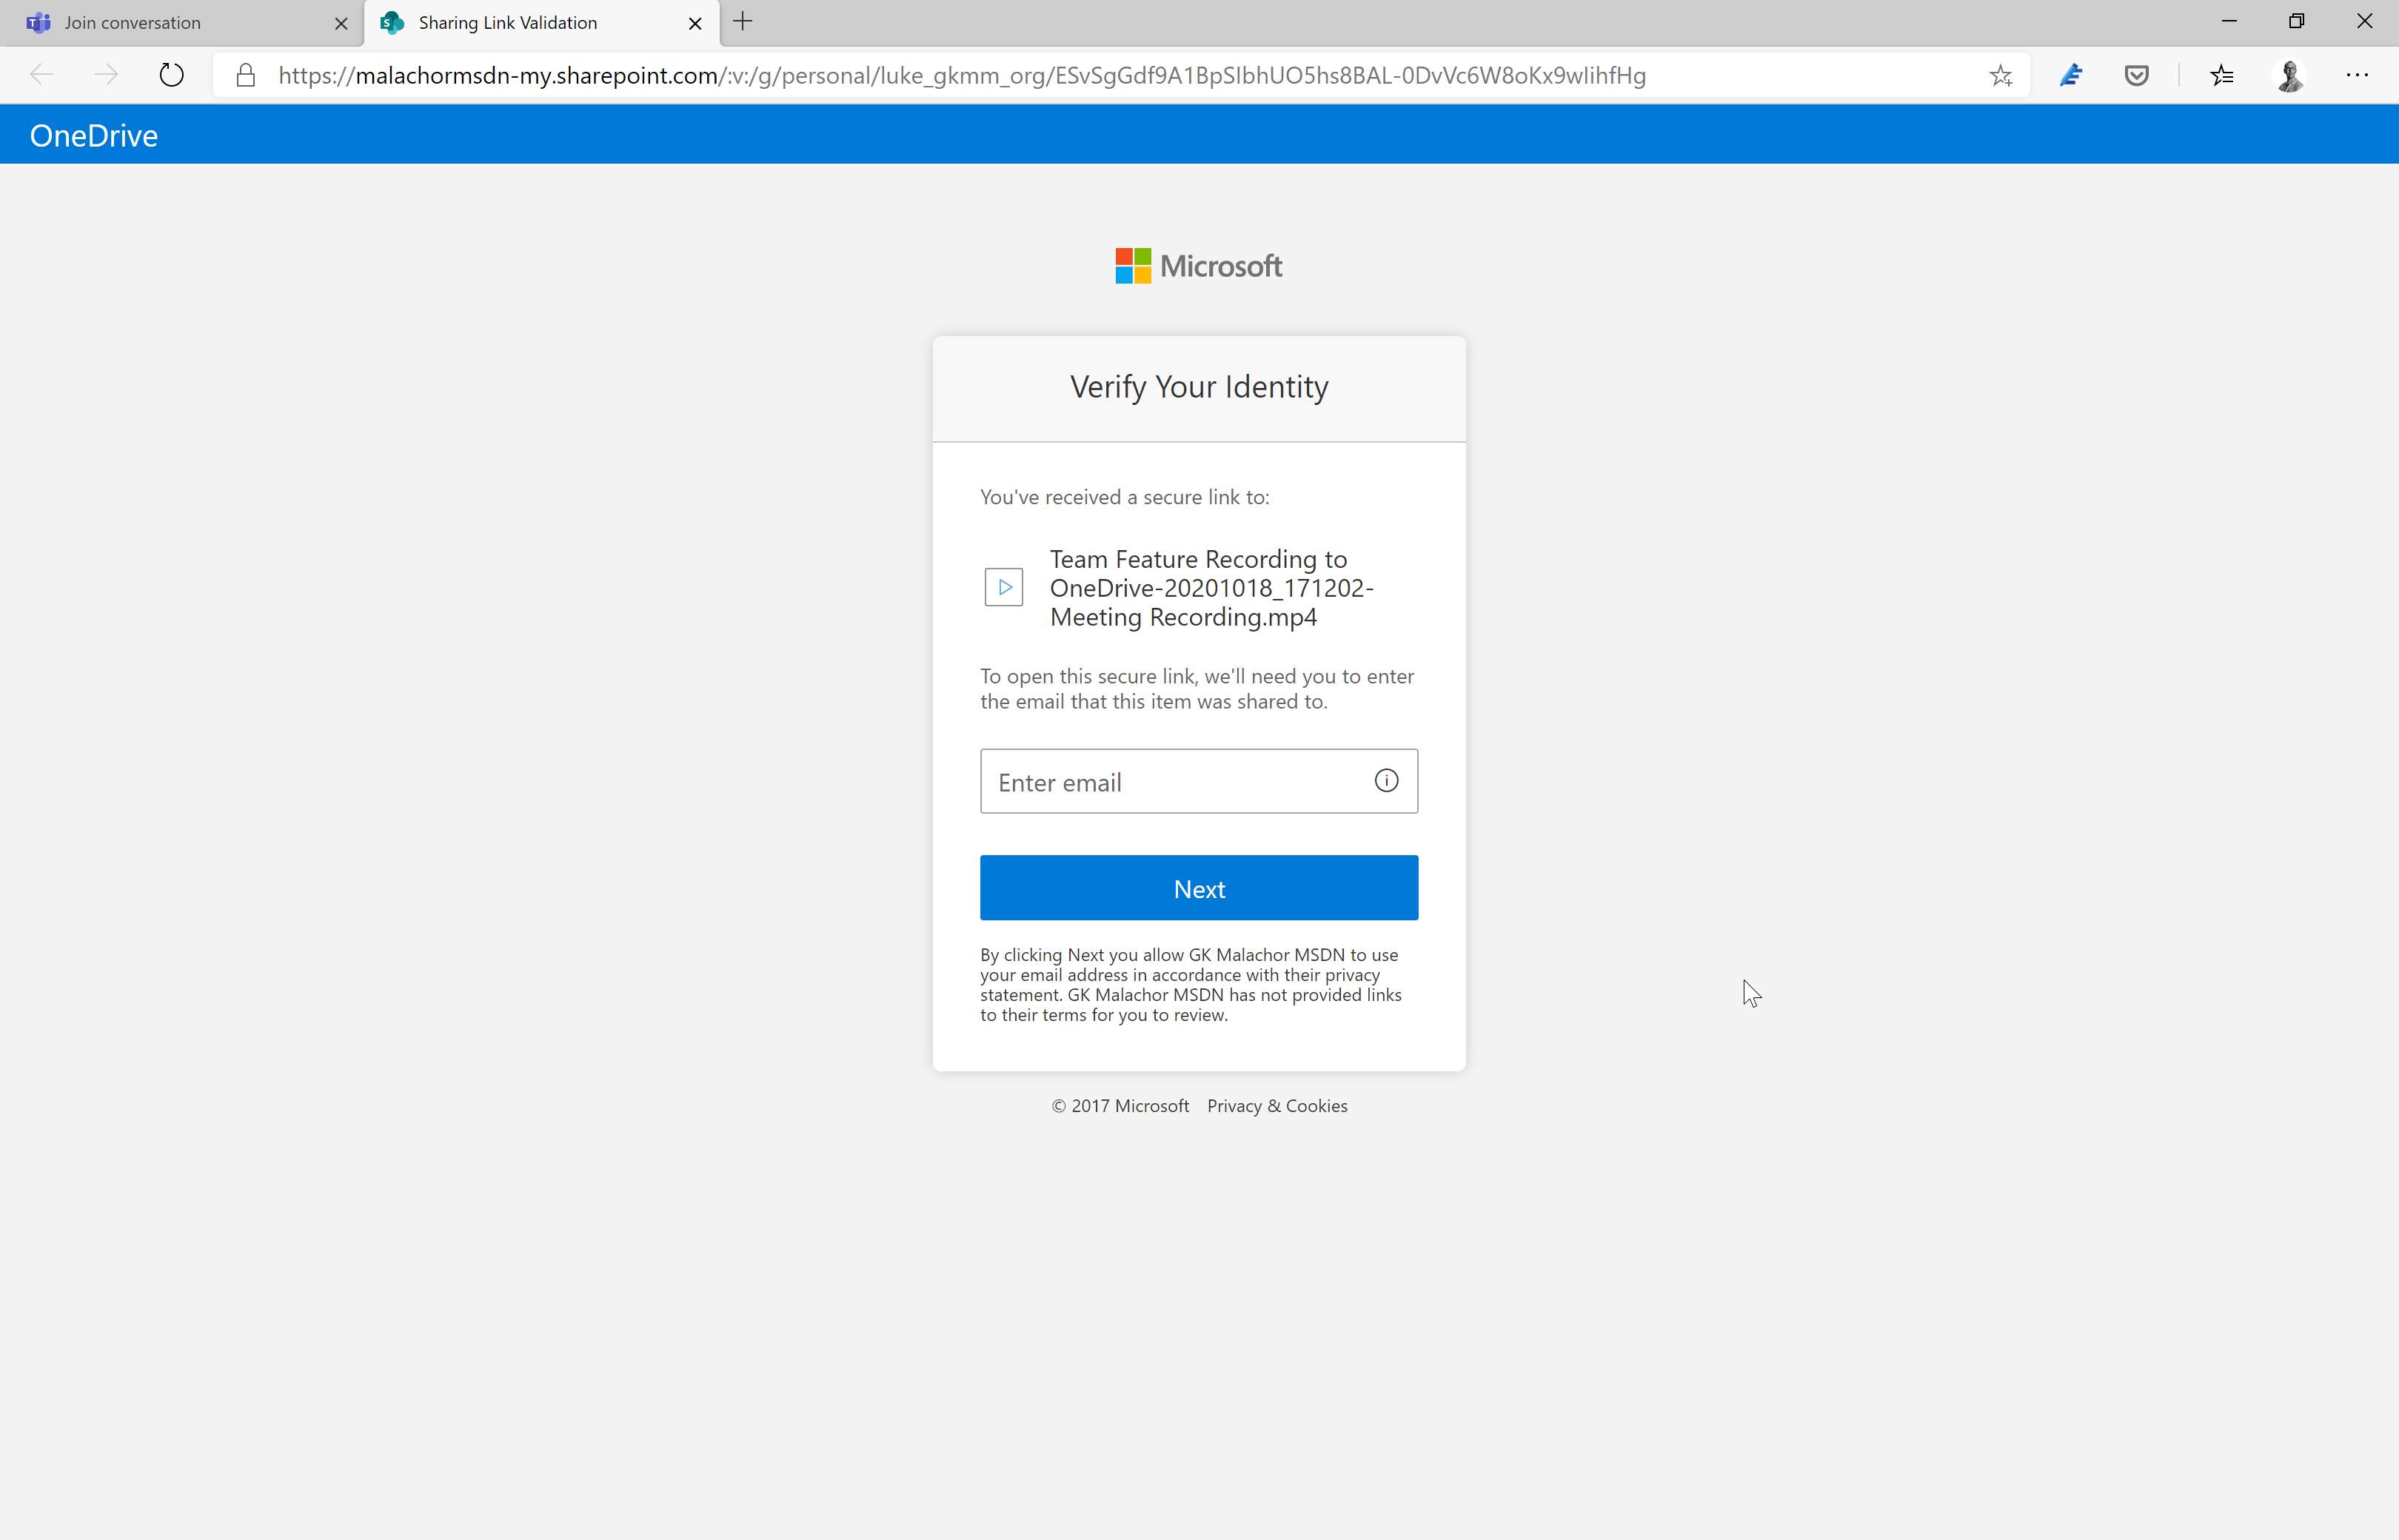 Join conversation
Sharing Link Validation
https://malachormsdn-my.sharepoint.com/:v:/g/personal/luke_gkmm_org/ESvSgGdf9A1BpSIbhUO5hs8BAL-0DvVc6W8oKx9wIihfHg
OneDrive
Microsoft
Verify Your Identity
You've received a secure link to:
Team Feature Recording to
OneDrive-20201018_171202-
Meeting Recording.mp4
To open this secure link, we'll need you to enter
the email that this item was shared to.
Enter email
Next
By clicking Next you allow GK Malachor MSDN to use
your email address in accordance with their privacy
statement. GK Malachor MSDN has not provided links
to their terms for you to review.
© 2017 Microsoft Privacy & Cookies